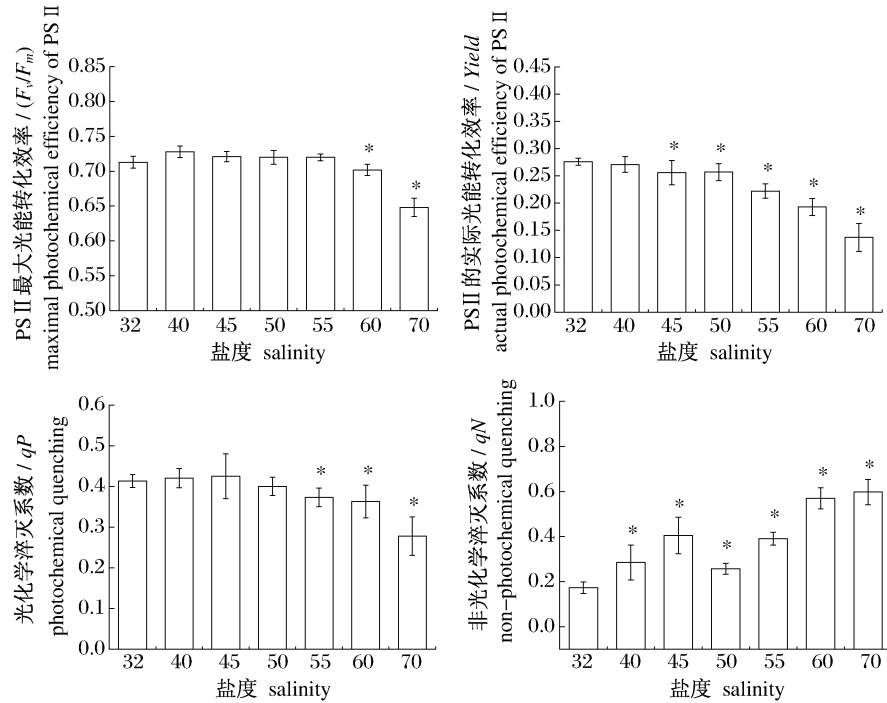 PSⅡ最大光能转化效率 / (Fv/Fm)
maximal photochemical efficiency of PSⅡ
0.85
0.80
0.75
0.70
0.65
0.60
0.55
0.50
*
*
32 40 45 50 55 60 70
盐度 salinity
PSⅡ的实际光能转化效率 / Yield
actual photochemical efficiency of PSⅡ
0.45
0.40
0.35
0.30
0.25
0.20
0.15
0.10
0.05
0.00
*
*
*
*
*
32 40 45 50 55 60 70
盐度 salinity
光化学淬灭系数 / qP
photochemical quenching
0.6
0.5
0.4
0.3
0.2
0.1
0.0
*
*
*
32 40 45 50 55 60 70
盐度 salinity
非光化学淬灭系数 / qN
non-photochemical quenching
1.0
0.8
0.6
0.4
0.2
0.0
*
*
*
*
*
*
32 40 45 50 55 60 70
盐度 salinity